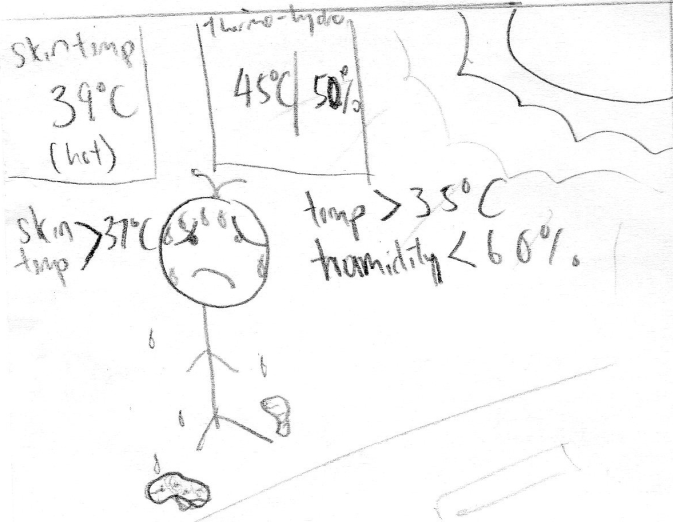 skin temp
39°C
(hot)
thermo-hydro
45°C | 50%
skin
temp >37°C
temp > 35°C
humidity < 60%